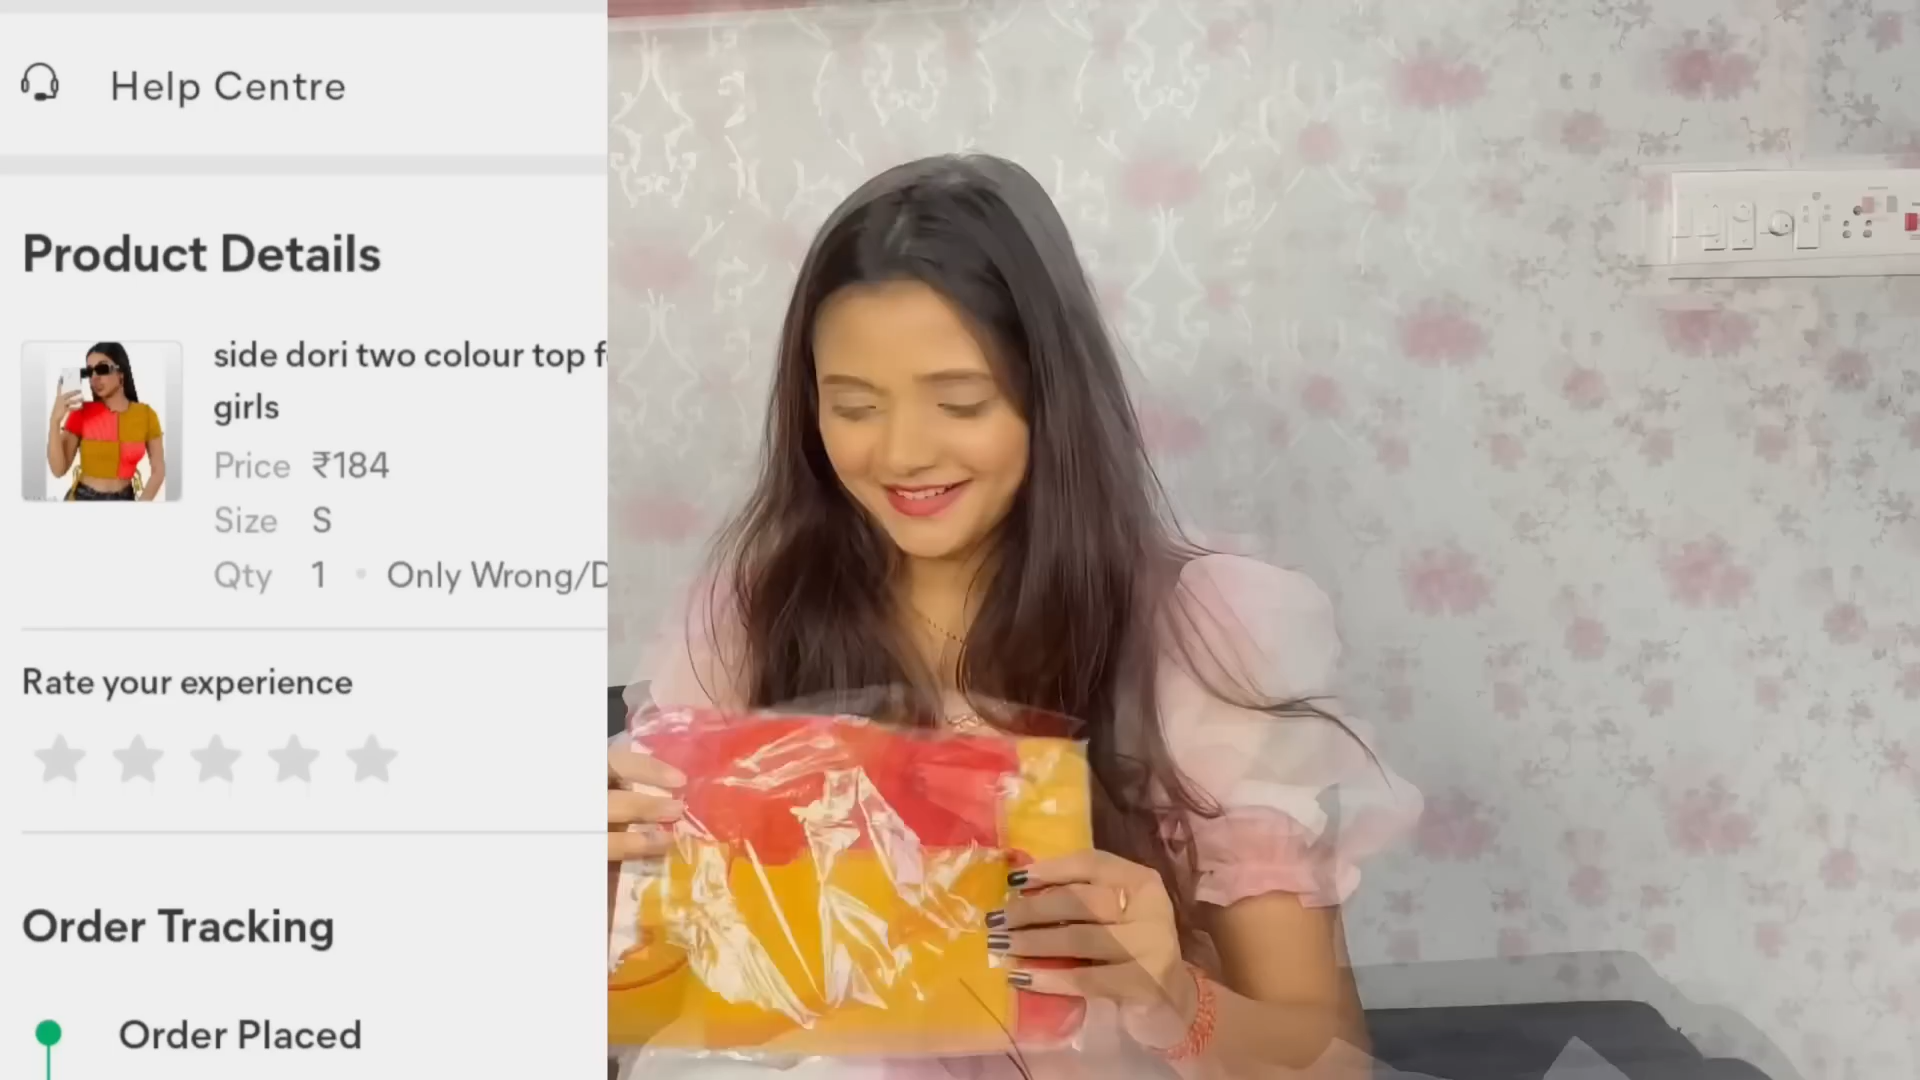 Help Centre
Product Details
side dori two colour top f
girls
Price ₹184
Size S
Qty 1 • Only Wrong/D
Rate your experience
Order Tracking
Order Placed